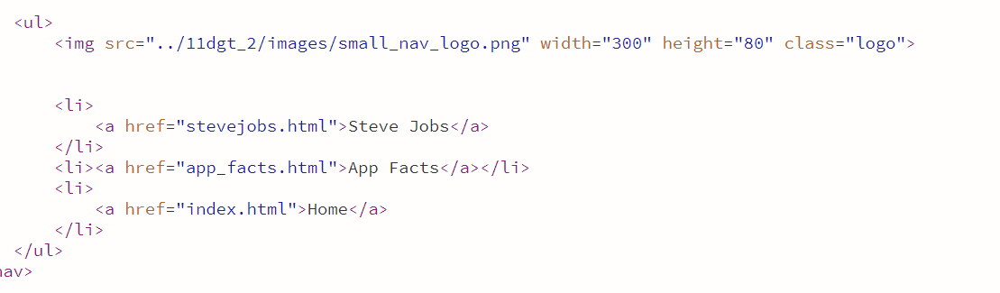 <ul>
<img src="../11dgt_2/images/small_nav_logo.png" width="300" height="80" class="logo">
<li>
<a href="stevejobs.html">Steve Jobs</a>
</li>
<li><a href="app_facts.html">App Facts</a></li>
<li>
<a href="index.html">Home</a>
</li>
</ul>
nav>